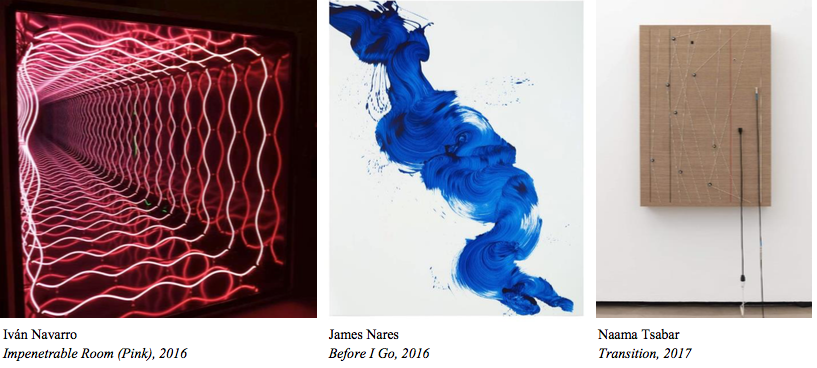 Iván Navarro
Impenetrable Room (Pink), 2016
James Nares
Before I Go, 2016
Naama Tsabar
Transition, 2017